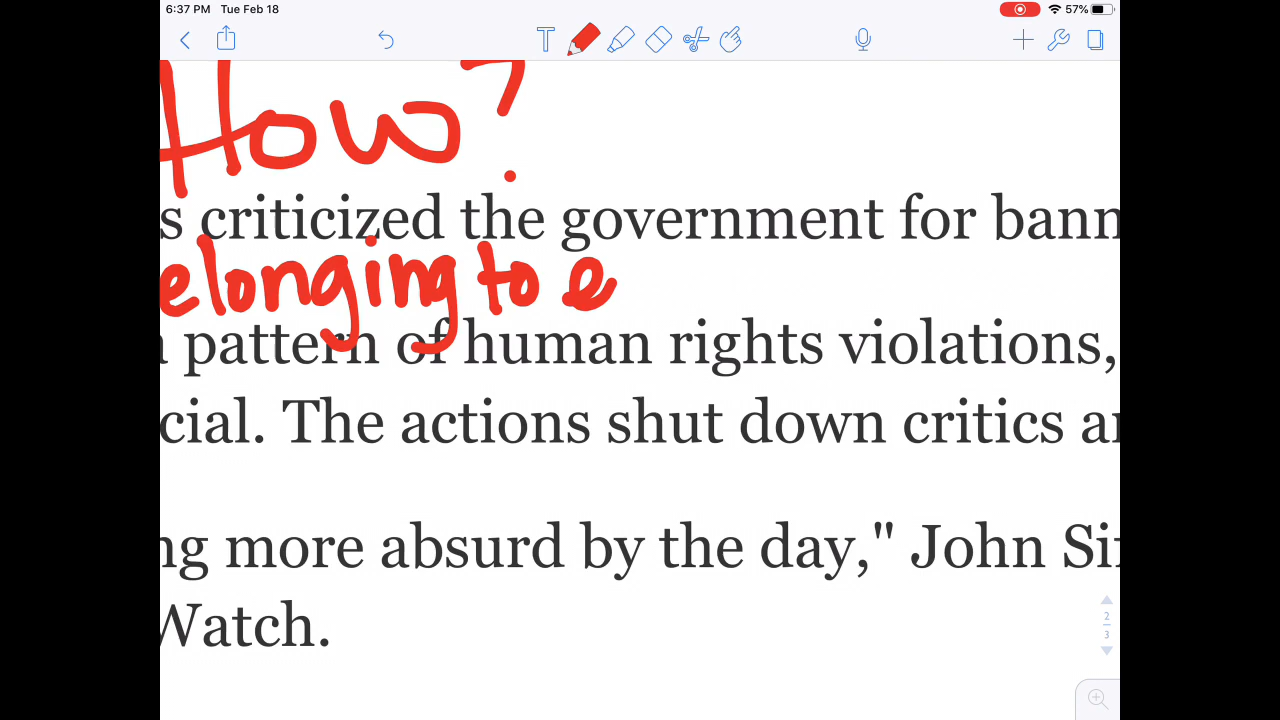 6:37 PM Tue Feb 18 57%
T
How?
s criticized the government for bann
elonging to e
pattern of human rights violations,
cial. The actions shut down critics a
ng more absurd by the day," John Si
Watch.
2
3